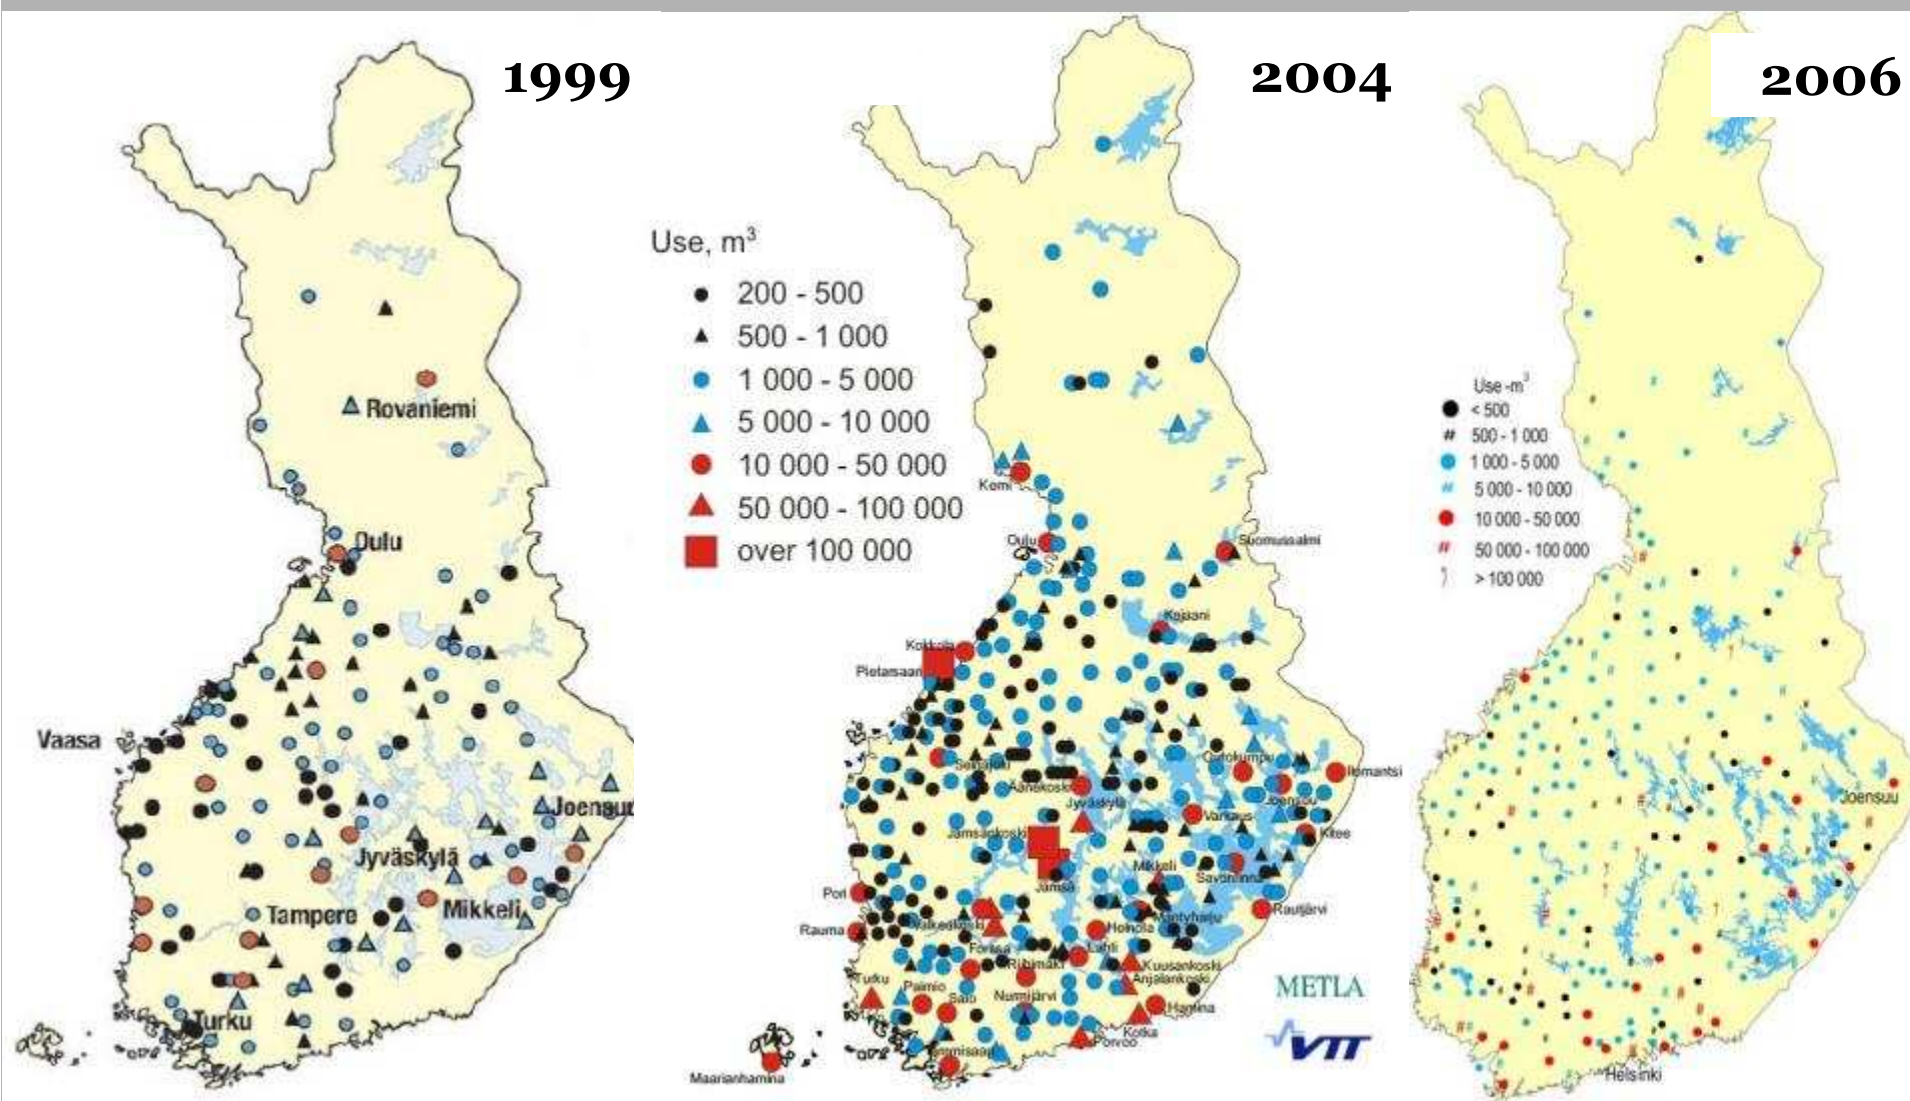 1999
Rovaniemi
Oulu
Vaasa
Joensuu
Jyväskylä
Tampere
Mikkeli
Turku
2004
Use, m³
200 - 500
500 - 1 000
1 000 - 5 000
5 000 - 10 000
10 000 - 50 000
50 000 - 100 000
over 100 000
Kemi
Oulu
Suomussalmi
Kajaani
Kokkola
Pietarsaari
Seinäjoki
Outokumpu
Ilomantsi
Äänekoski
Jyväskylä
Joensuu
Varkaus
Kitee
Jämsänkoski
Jämsä
Mikkeli
Savonlinna
Pori
Rautjärvi
Mäntyharju
Rauma
Valkeakoski
Heinola
Forssa
Lahti
Riihimäki
Kuusankoski
Turku
Anjalankoski
Paimio
Salo
Nurmijärvi
Hamina
Kotka
Porvoo
Maarianhamina
METLA
VTT
2006
Use -m³
< 500
500 - 1 000
1 000 - 5 000
5 000 - 10 000
10 000 - 50 000
50 000 - 100 000
> 100 000
Joensuu
Helsinki